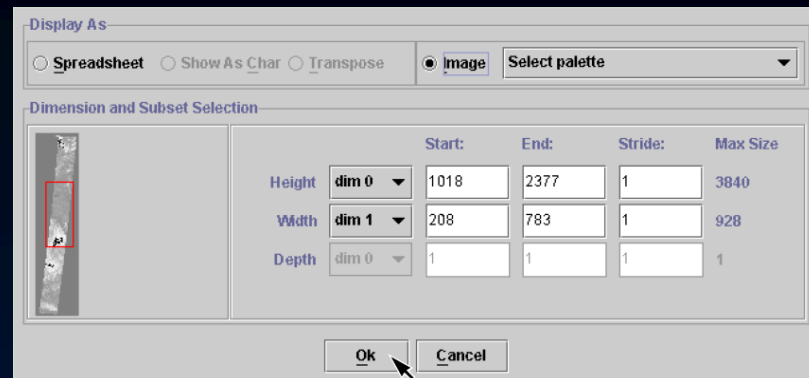 Display As
Spreadsheet Show As Char Transpose Image Select palette
Dimension and Subset Selection
Start: End: Stride: Max Size
Height dim 0 1018 2377 1 3840
Width dim 1 208 783 1 928
Depth dim 0 1 1 1 1
Ok Cancel